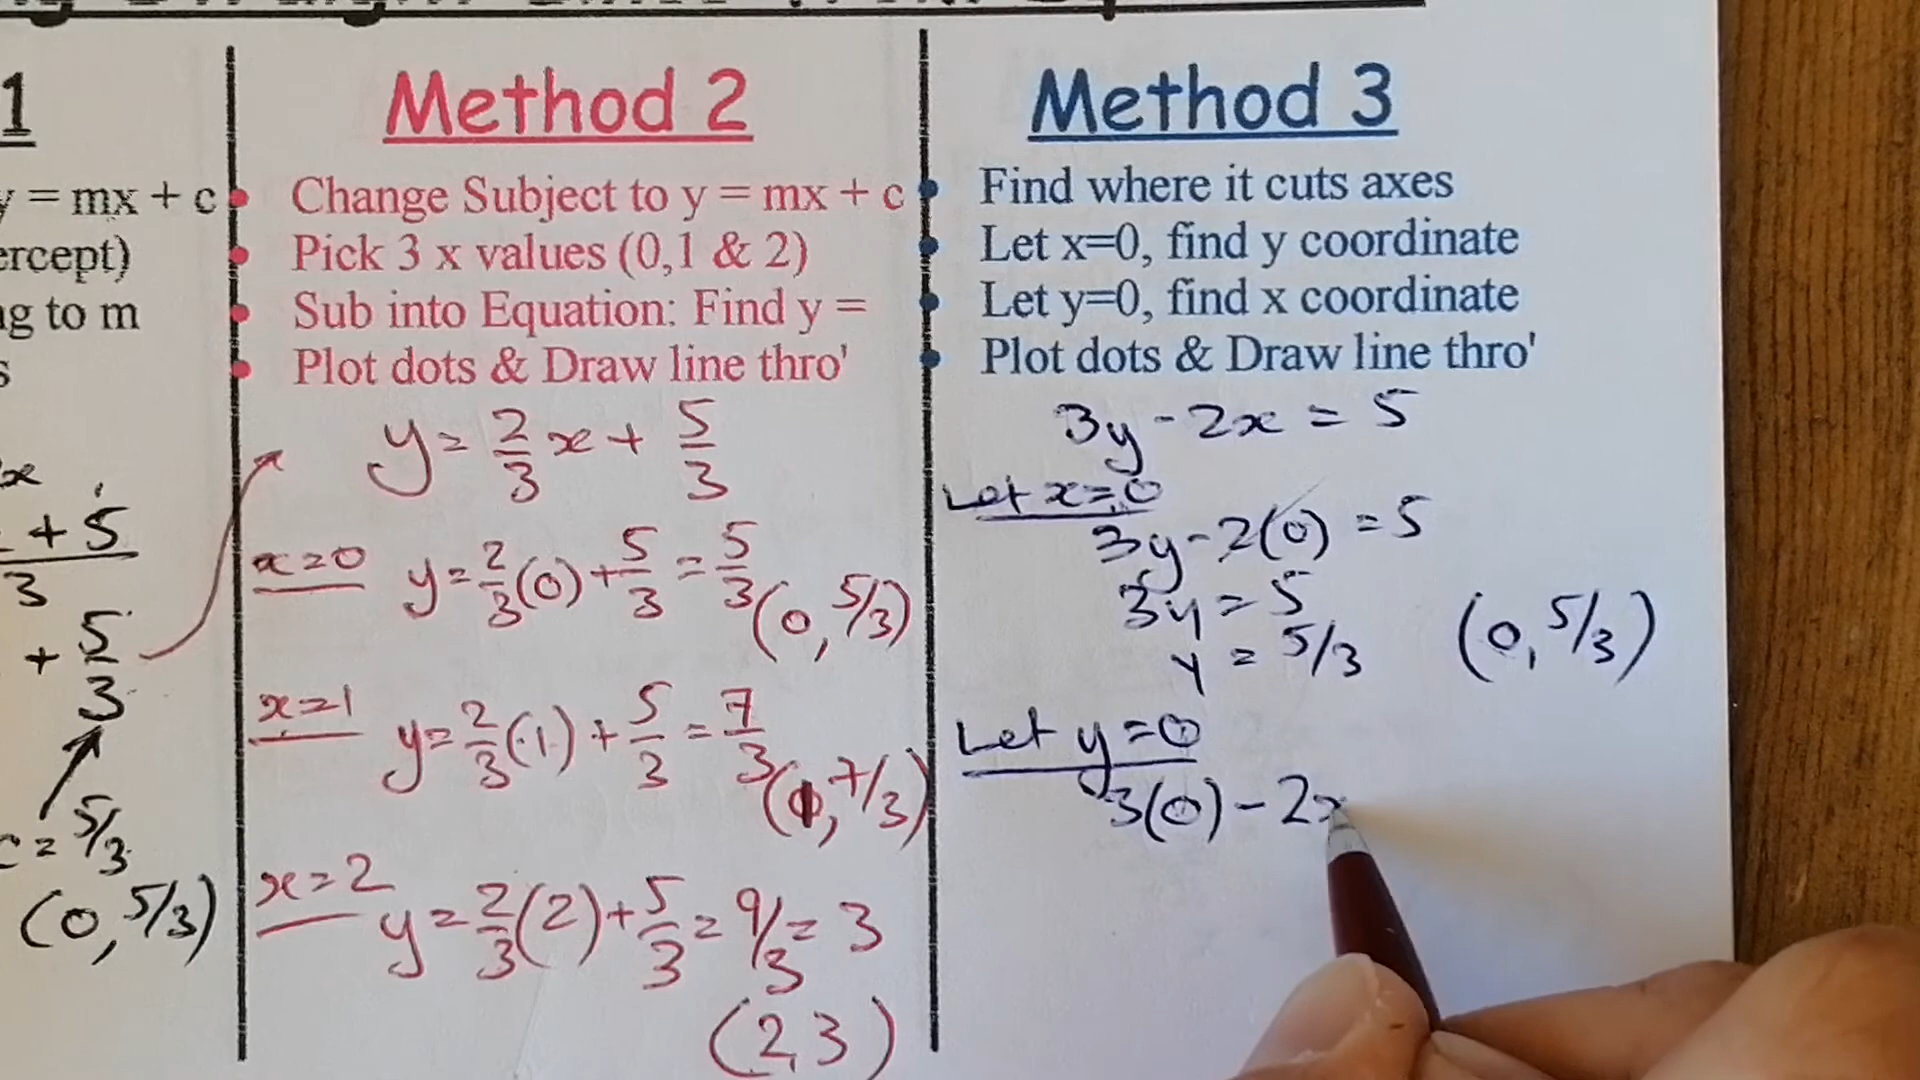 1
y = mx + c
ercept)
ng to m
s
x
+ 5
3
+ 5/3
c = 5/3
(0, 5/3)
Method 2
• Change Subject to y = mx + c
• Pick 3 x values (0,1 & 2)
• Sub into Equation: Find y =
• Plot dots & Draw line thro'
y = 2/3 x + 5/3
x=0 y = 2/3 (0) + 5/3 = 5/3
(0, 5/3)
x=1 y = 2/3 (1) + 5/3 = 7/3
(1, 7/3)
x=2 y = 2/3 (2) + 5/3 = 9/3 = 3
(2,3)
Method 3
• Find where it cuts axes
• Let x=0, find y coordinate
• Let y=0, find x coordinate
• Plot dots & Draw line thro'
3y - 2x = 5
Let x=0
3y - 2(0) = 5
3y = 5
y = 5/3 (0, 5/3)
Let y=0
3(0) - 2x